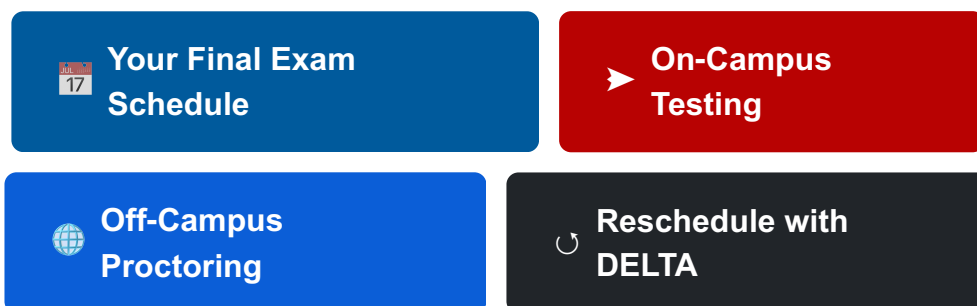 JUL
17
Your Final Exam
Schedule
On-Campus
Testing
Off-Campus
Proctoring
Reschedule with
DELTA